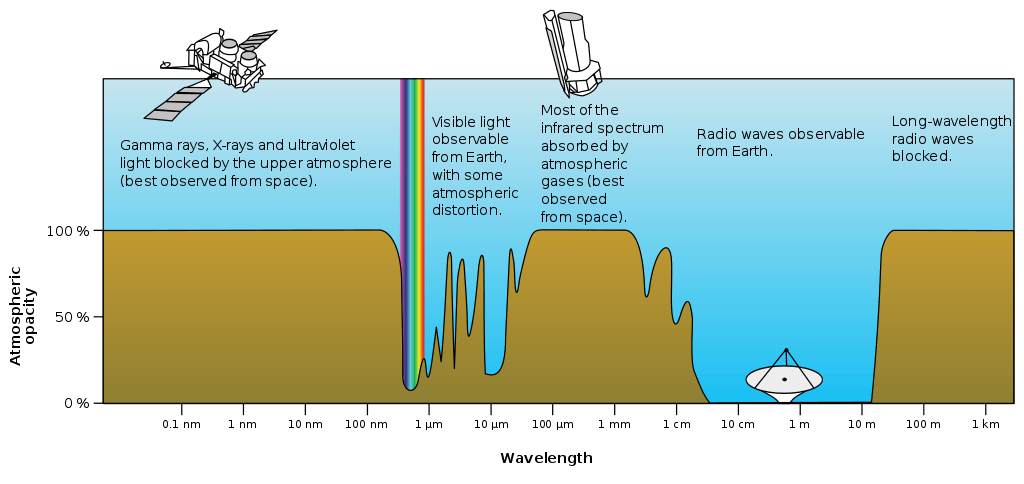 Gamma rays, X-rays and ultraviolet
light blocked by the upper atmosphere
(best observed from space).
Visible light
observable
from Earth,
with some
atmospheric
distortion.
Most of the
infrared spectrum
absorbed by
atmospheric
gases (best
observed
from space).
Radio waves observable
from Earth.
Long-wavelength
radio waves
blocked.
Atmospheric
opacity
100 %
50 %
0 %
0.1 nm
1 nm
10 nm
100 nm
1 µm
10 µm
100 µm
1 mm
1 cm
10 cm
1 m
10 m
100 m
1 km
Wavelength